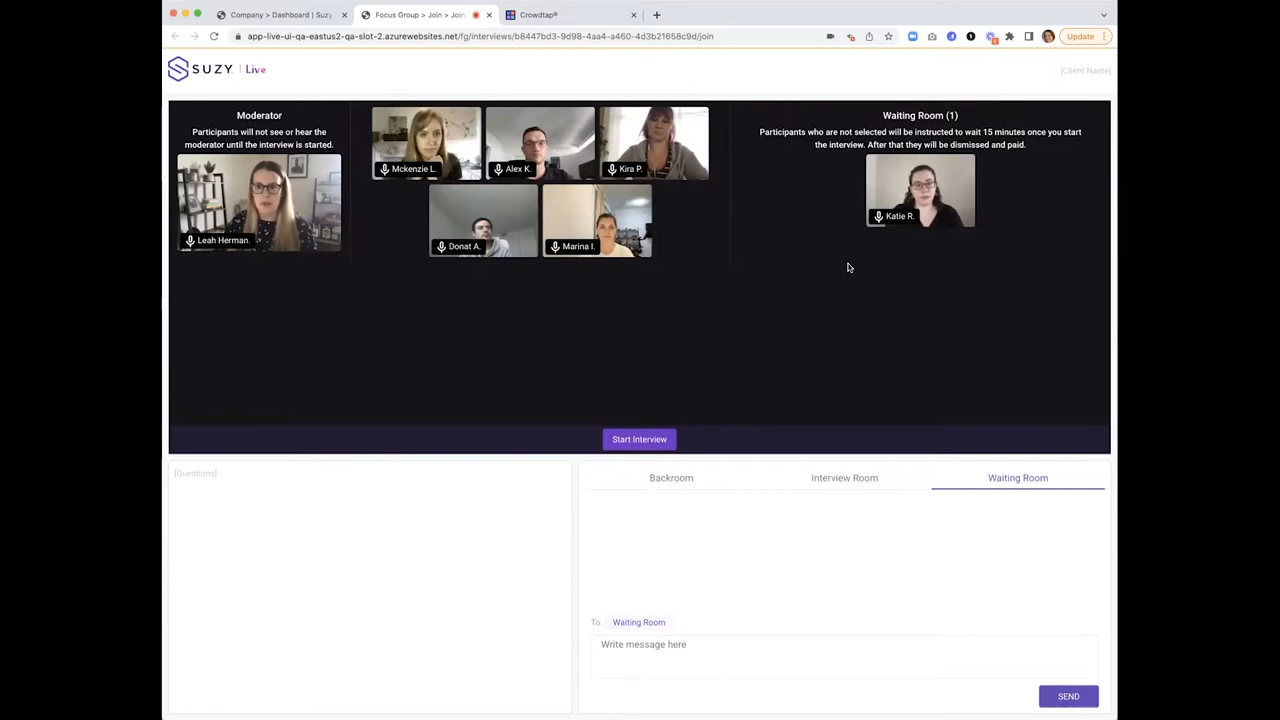 Company > Dashboard | Suzy
Focus Group > Join > Join
Crowdtap®
app-live-ui-qa-eastus2-qa-slot-2.azurewebsites.net/fg/interviews/b8447bd3-9d98-4aa4-a460-4d3b21658c9d/join
Update
SUZY | Live
[Client Name]
Moderator
Participants will not see or hear the
moderator until the interview is started.
Leah Herman.
Mckenzie L.
Alex K.
Kira P.
Donat A.
Marina I.
Waiting Room (1)
Participants who are not selected will be instructed to wait 15 minutes once you start
the interview. After that they will be dismissed and paid.
Katie R.
Start Interview
[Questions]
Backroom
Interview Room
Waiting Room
To: Waiting Room
Write message here
SEND